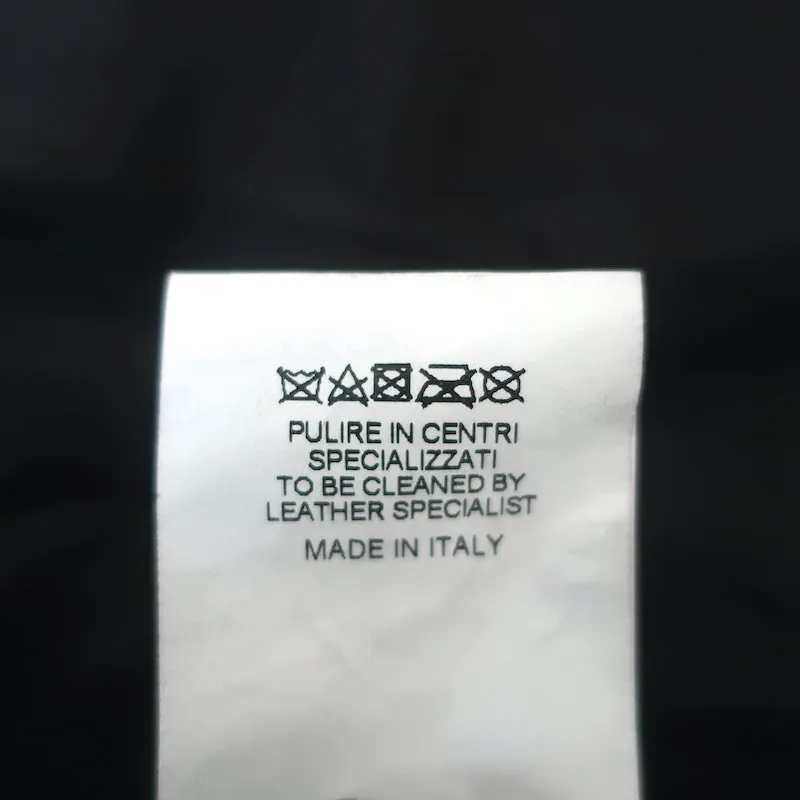 PULIRE IN CENTRI
SPECIALIZZATI
TO BE CLEANED BY
LEATHER SPECIALIST
MADE IN ITALY